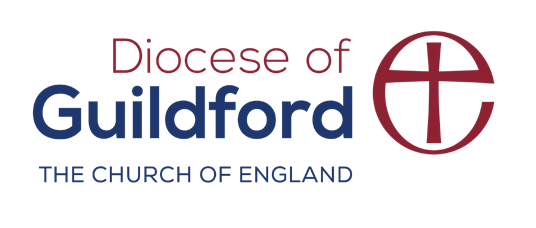 Diocese of
Guildford
THE CHURCH OF ENGLAND